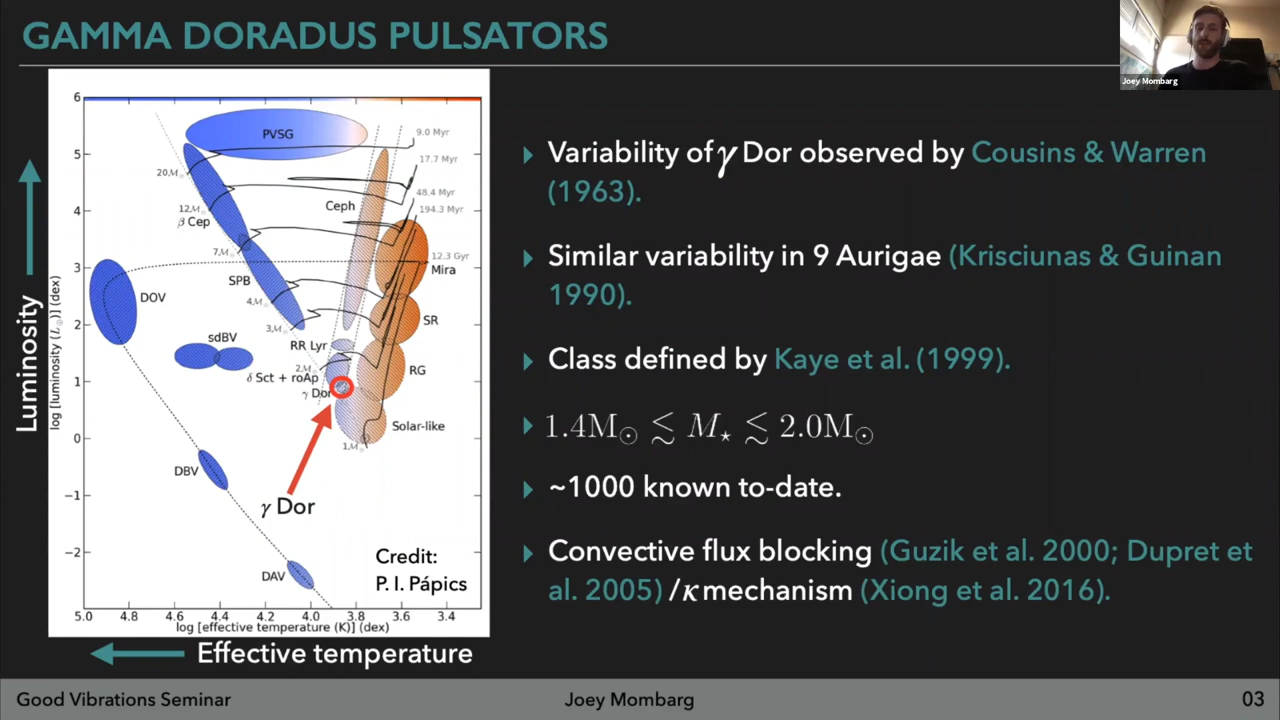 GAMMA DORADUS PULSATORS
Joey Mombarg
Variability of γ Dor observed by Cousins & Warren
(1963).
Similar variability in 9 Aurigae (Krisciunas & Guinan
1990).
Class defined by Kaye et al. (1999).
1.4M⊙ ≲ M⋆ ≲ 2.0M⊙
~1000 known to-date.
Convective flux blocking (Guzik et al. 2000; Dupret et
al. 2005) /κ mechanism (Xiong et al. 2016).
Luminosity
log [luminosity (L⊙)] (dex)
6
5
4
3
2
1
0
−1
−2
PVSG
9.0 Myr
17.7 Myr
20 M⊙
48.4 Myr
Ceph
194.3 Myr
12 M⊙
β Cep
7 M⊙
12.3 Gyr
Mira
SPB
DOV
4 M⊙
SR
3 M⊙
sdBV
RR Lyr
2 M⊙
RG
δ Sct + roAp
γ Dor
Solar-like
1 M⊙
DBV
γ Dor
Credit:
P. I. Pápics
DAV
5.0 4.8 4.6 4.4 4.2 4.0 3.8 3.6 3.4
log [effective temperature (K)] (dex)
Effective temperature
Good Vibrations Seminar
Joey Mombarg
03